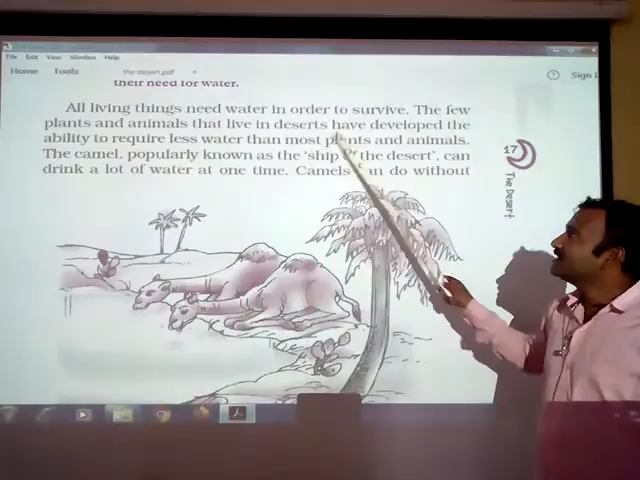 File Edit View Window Help
Home Tools the desert.pdf × ? Sign I
their need for water.
All living things need water in order to survive. The few
plants and animals that live in deserts have developed the
ability to require less water than most plants and animals.
The camel, popularly known as the 'ship of the desert', can
drink a lot of water at one time. Camels can do without
17
The Desert